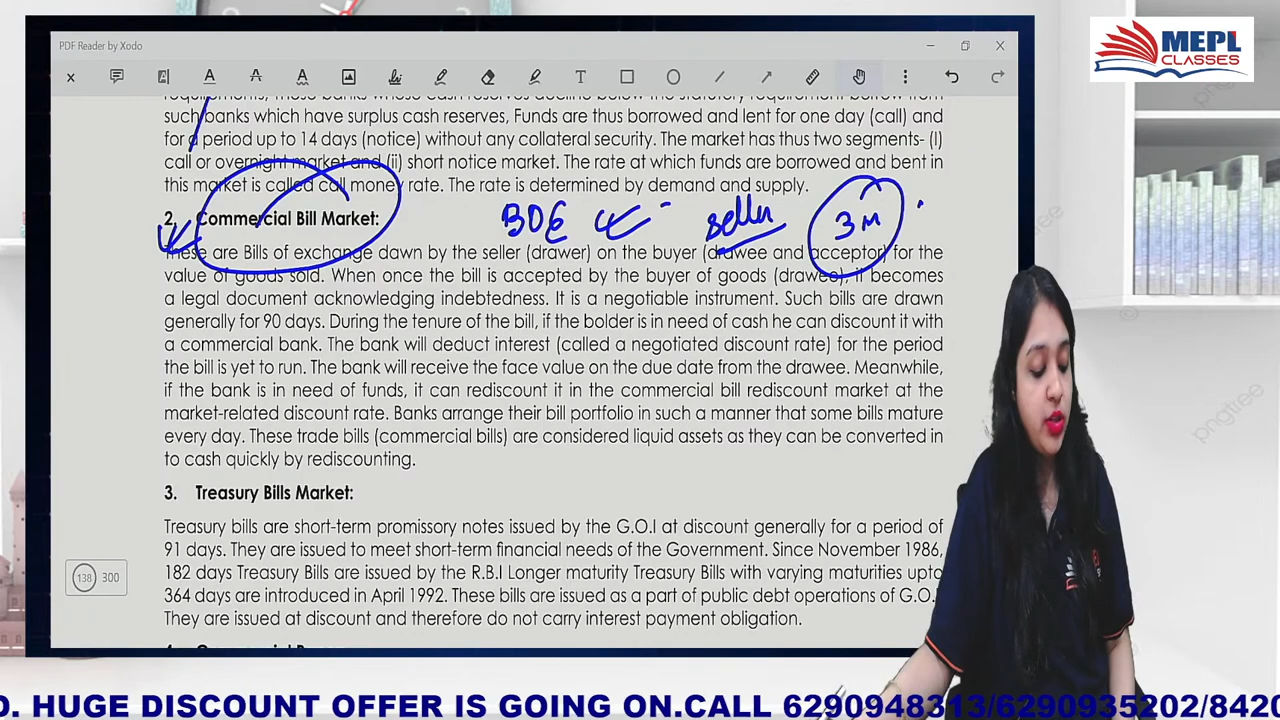 MEPL
CLASSES
PDF Reader by Xodo
such banks which have surplus cash reserves, Funds are thus borrowed and lent for one day (call) and
for a period up to 14 days (notice) without any collateral security. The market has thus two segments- (I)
call or overnight market and (ii) short notice market. The rate at which funds are borrowed and bent in
this market is called call money rate. The rate is determined by demand and supply.
2. Commercial Bill Market:
BOE seller 3 M
These are Bills of exchange dawn by the seller (drawer) on the buyer (drawee and acceptor) for the
value of goods sold. When once the bill is accepted by the buyer of goods (drawee), it becomes
a legal document acknowledging indebtedness. It is a negotiable instrument. Such bills are drawn
generally for 90 days. During the tenure of the bill, if the bolder is in need of cash he can discount it with
a commercial bank. The bank will deduct interest (called a negotiated discount rate) for the period
the bill is yet to run. The bank will receive the face value on the due date from the drawee. Meanwhile,
if the bank is in need of funds, it can rediscount it in the commercial bill rediscount market at the
market-related discount rate. Banks arrange their bill portfolio in such a manner that some bills mature
every day. These trade bills (commercial bills) are considered liquid assets as they can be converted in
to cash quickly by rediscounting.
3. Treasury Bills Market:
Treasury bills are short-term promissory notes issued by the G.O.I at discount generally for a period of
91 days. They are issued to meet short-term financial needs of the Government. Since November 1986,
182 days Treasury Bills are issued by the R.B.I Longer maturity Treasury Bills with varying maturities upto
364 days are introduced in April 1992. These bills are issued as a part of public debt operations of G.O.
They are issued at discount and therefore do not carry interest payment obligation.
138 300
pngtree
pngtree
D. HUGE DISCOUNT OFFER IS GOING ON.CALL 6290948313/6290935202/8420